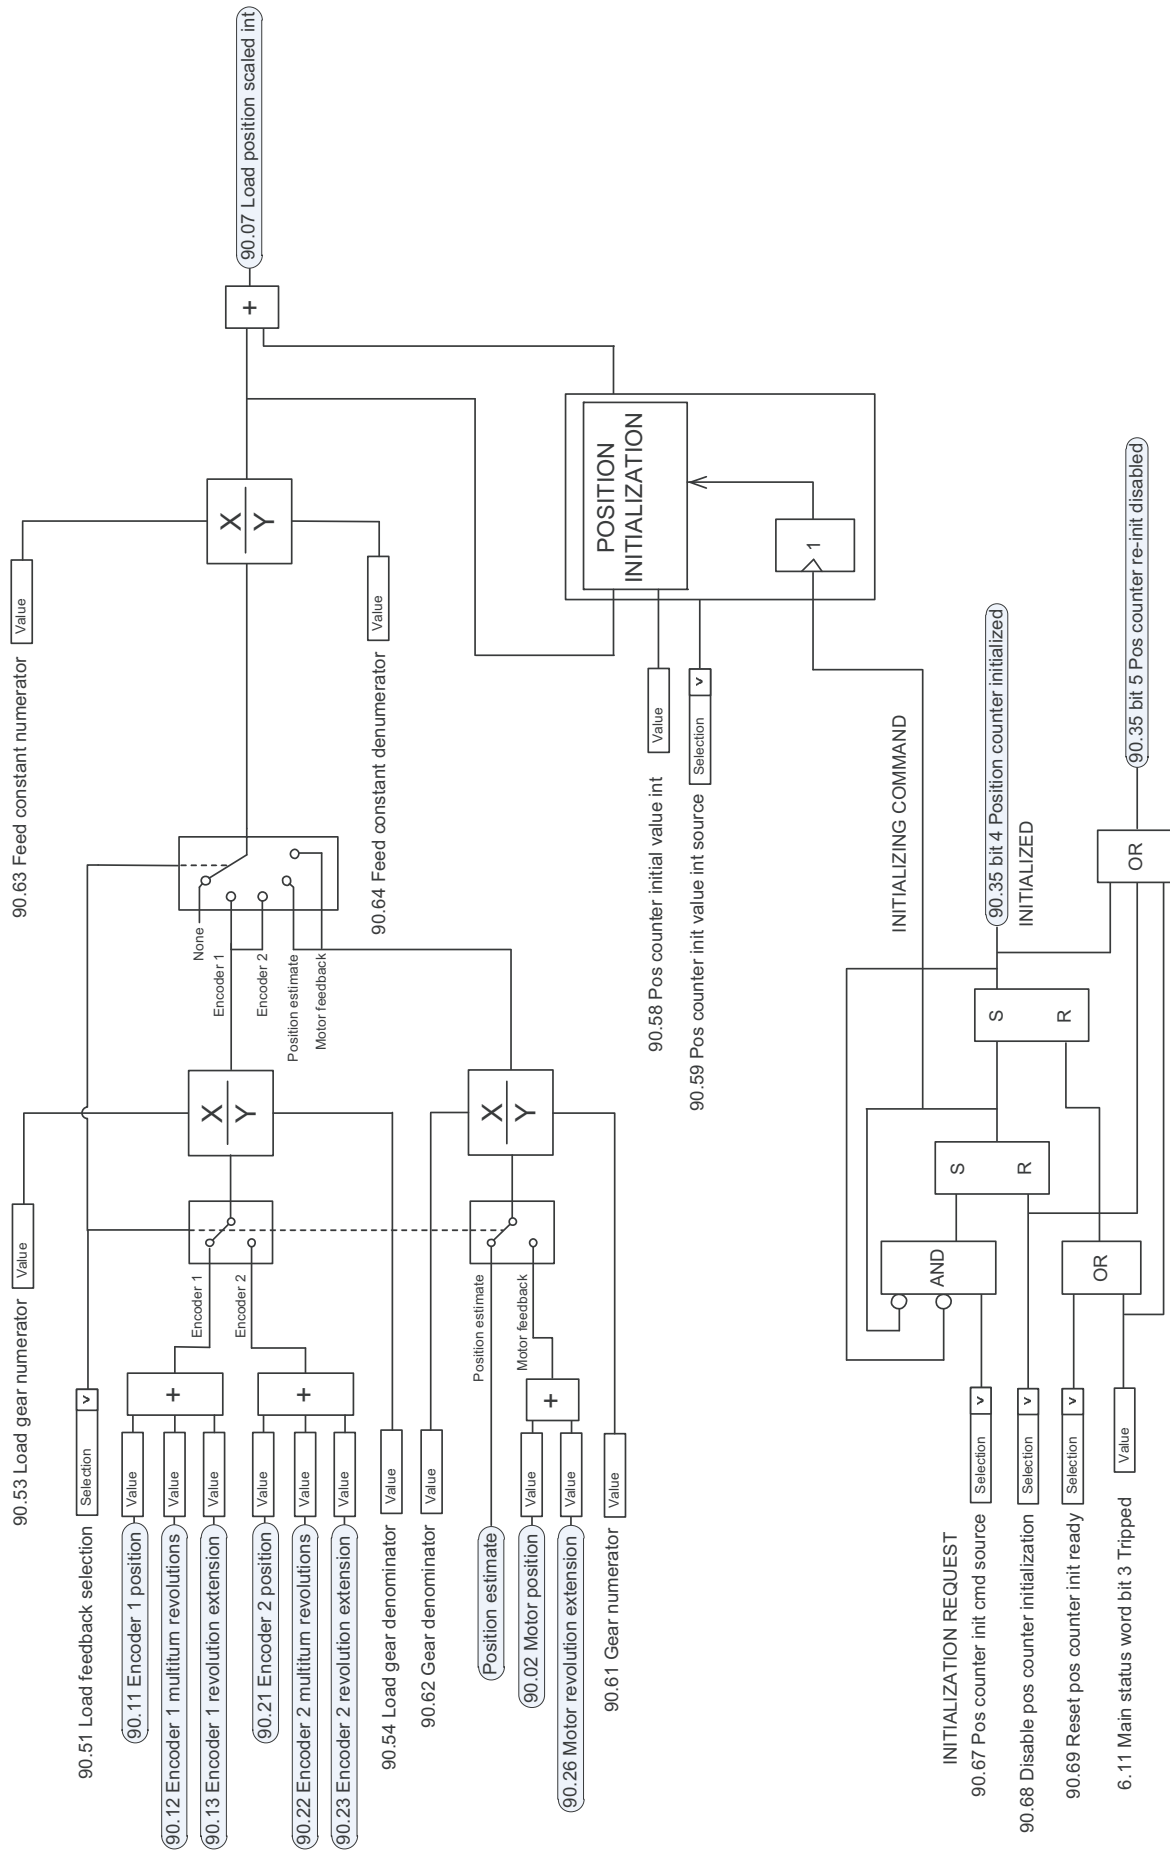 90.53 Load gear numerator
Value
90.63 Feed constant numerator
Value
90.51 Load feedback selection
Selection
v
90.11 Encoder 1 position
Value
90.12 Encoder 1 multitum revolutions
Value
90.13 Encoder 1 revolution extension
Value
+
Encoder 1
90.21 Encoder 2 position
Value
90.22 Encoder 2 multitum revolutions
Value
90.23 Encoder 2 revolution extension
Value
+
Encoder 2
X
Y
90.54 Load gear denominator
Value
None
Encoder 1
Encoder 2
Position estimate
Motor feedback
X
Y
90.64 Feed constant denumerator
Value
+
90.07 Load position scaled int
90.62 Gear denominator
Value
Position estimate
Position estimate
90.02 Motor position
Value
90.26 Motor revolution extension
Value
+
Motor feedback
X
Y
90.61 Gear numerator
Value
90.58 Pos counter initial value int
Value
90.59 Pos counter init value int source
Selection
v
POSITION
INITIALIZATION
1
INITIALIZING COMMAND
INITIALIZATION REQUEST
90.67 Pos counter init cmd source
Selection
v
AND
90.68 Disable pos counter initialization
Selection
v
S
R
90.69 Reset pos counter init ready
Selection
v
6.11 Main status word bit 3 Tripped
Value
OR
S
R
90.35 bit 4 Position counter initialized
INITIALIZED
OR
90.35 bit 5 Pos counter re-init disabled